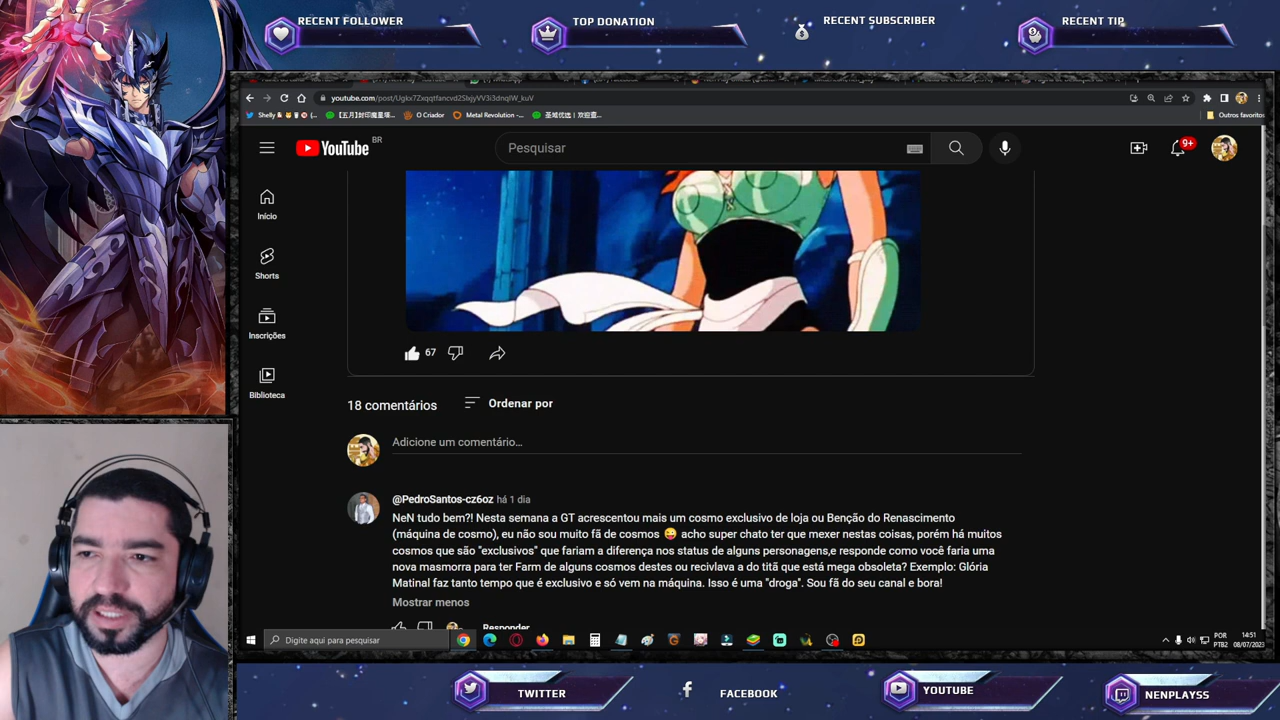 RECENT FOLLOWER
TOP DONATION
RECENT SUBSCRIBER
RECENT TIP
youtube.com/post/
Shelly
O Criador
Metal Revolution -...
Outros favoritos
YouTube BR
Pesquisar
9+
Início
Shorts
Inscrições
Biblioteca
67
18 comentários
Ordenar por
Adicione um comentário...
@PedroSantos-cz6oz há 1 dia
NeN tudo bem?! Nesta semana a GT acrescentou mais um cosmo exclusivo de loja ou Benção do Renascimento
(máquina de cosmo), eu não sou muito fã de cosmos 😜 acho super chato ter que mexer nestas coisas, porém há muitos
cosmos que são "exclusivos" que fariam a diferença nos status de alguns personagens,e responde como você faria uma
nova masmorra para ter Farm de alguns cosmos destes ou recivlava a do titã que está mega obsoleta? Exemplo: Glória
Matinal faz tanto tempo que é exclusivo e só vem na máquina. Isso é uma "droga". Sou fã do seu canal e bora!
Mostrar menos
Responder
Digite aqui para pesquisar
POR
PTB2
14:51
08/07/2023
TWITTER
FACEBOOK
YOUTUBE
NENPLAYSS